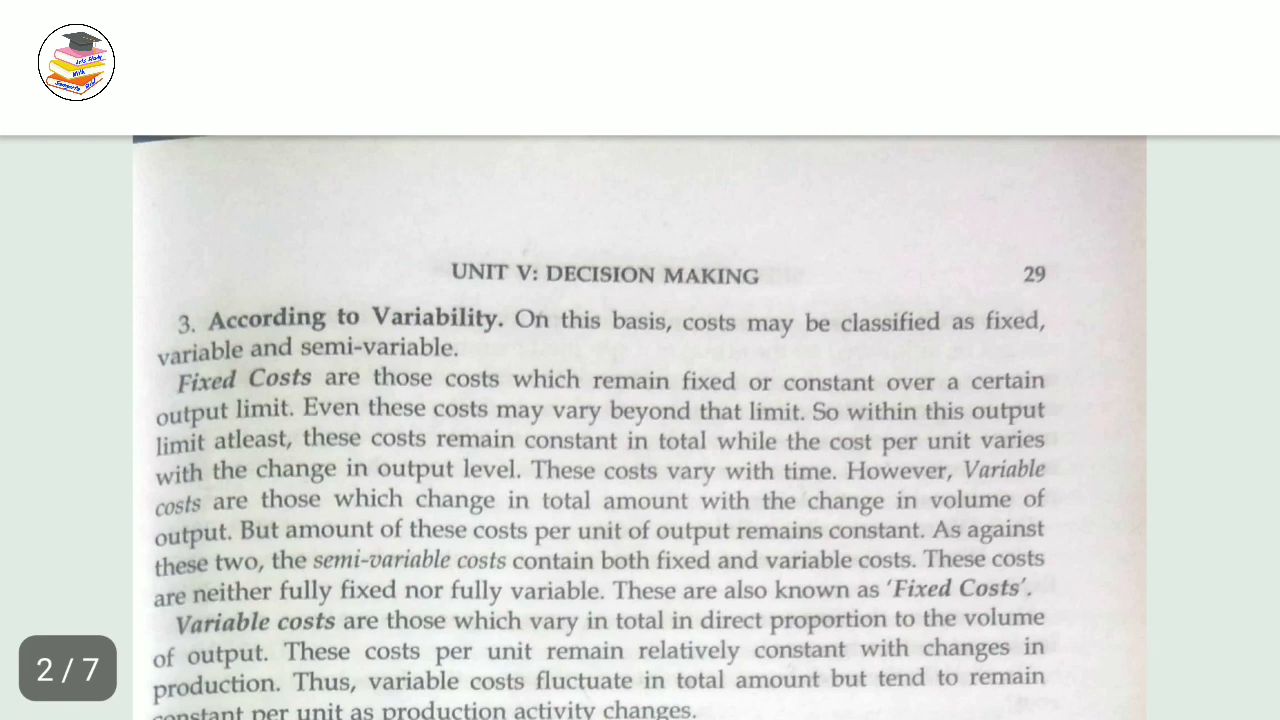 Lets Study
With
Somparna Didi
UNIT V: DECISION MAKING 29
3. According to Variability. On this basis, costs may be classified as fixed,
variable and semi-variable.
Fixed Costs are those costs which remain fixed or constant over a certain
output limit. Even these costs may vary beyond that limit. So within this output
limit atleast, these costs remain constant in total while the cost per unit varies
with the change in output level. These costs vary with time. However, Variable
costs are those which change in total amount with the change in volume of
output. But amount of these costs per unit of output remains constant. As against
these two, the semi-variable costs contain both fixed and variable costs. These costs
are neither fully fixed nor fully variable. These are also known as 'Fixed Costs'.
Variable costs are those which vary in total in direct proportion to the volume
of output. These costs per unit remain relatively constant with changes in
production. Thus, variable costs fluctuate in total amount but tend to remain
constant per unit as production activity changes.
2 / 7